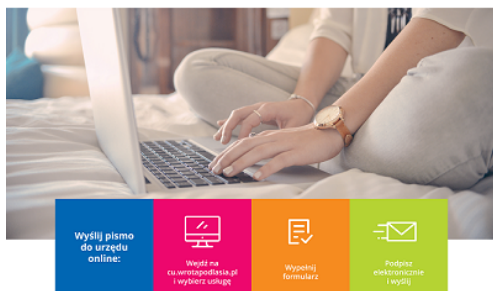 Wyślij pismo
do urzędu
online:
Wejdź na
cu.wrotapodlasia.pl
i wybierz usługę
Wypełnij
formularz
Podpisz
elektronicznie
i wyślij